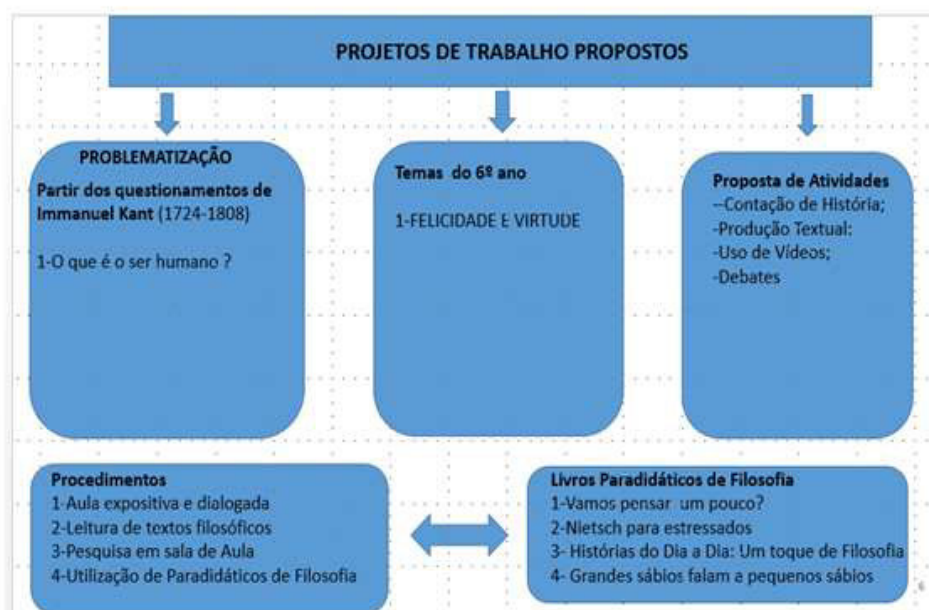 PROJETOS DE TRABALHO PROPOSTOS
PROBLEMATIZAÇÃO
Partir dos questionamentos de
Immanuel Kant (1724-1808)
1-O que é o ser humano ?
Temas do 6º ano
1-FELICIDADE E VIRTUDE
Proposta de Atividades
–Contação de História;
-Produção Textual:
-Uso de Vídeos;
-Debates
Procedimentos
1-Aula expositiva e dialogada
2-Leitura de textos filosóficos
3-Pesquisa em sala de Aula
4-Utilização de Paradidáticos de Filosofia
Livros Paradidáticos de Filosofia
1-Vamos pensar um pouco?
2-Nietsch para estressados
3- Histórias do Dia a Dia: Um toque de Filosofia
4- Grandes sábios falam a pequenos sábios